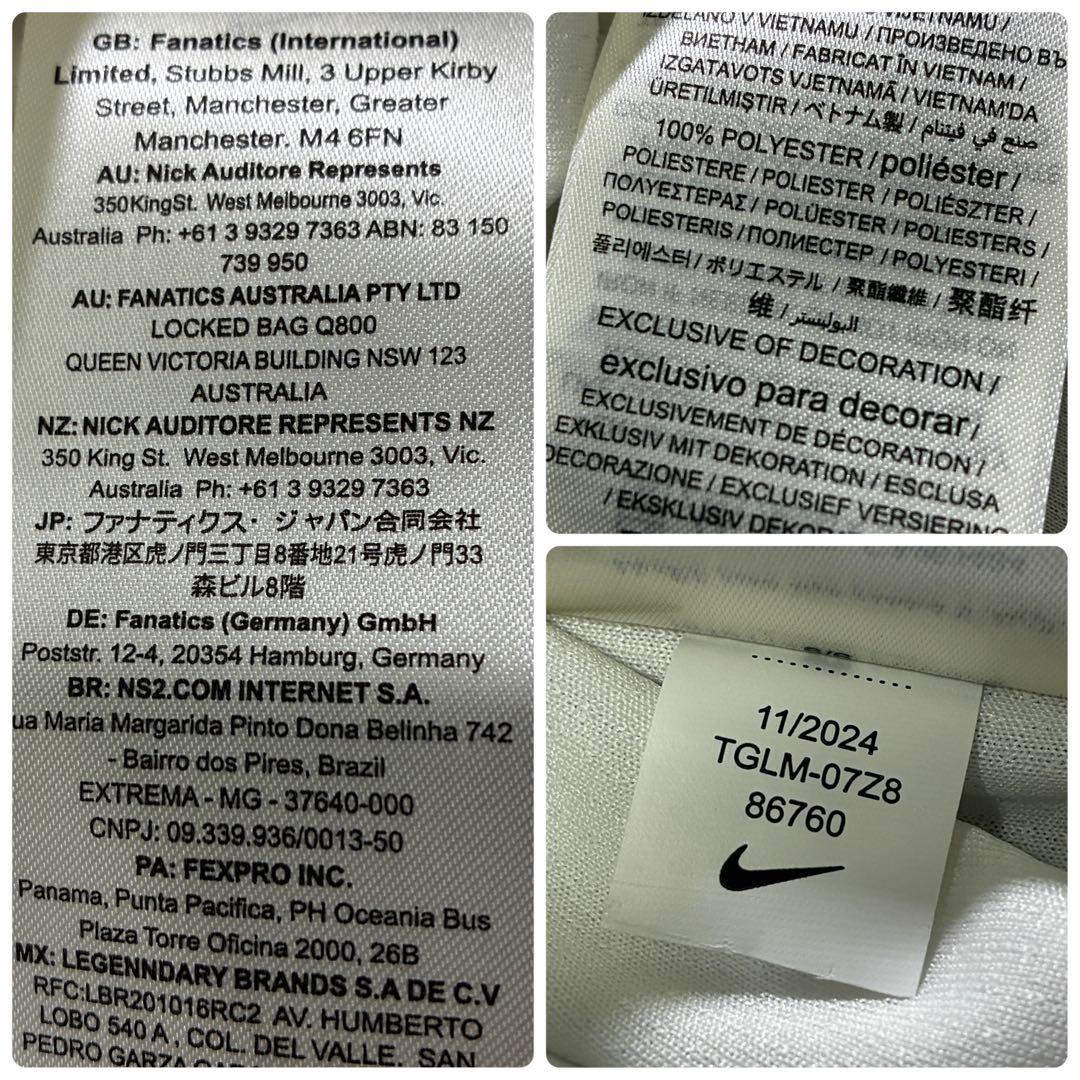 GB: Fanatics (International)
Limited, Stubbs Mill, 3 Upper Kirby
Street, Manchester, Greater
Manchester. M4 6FN
AU: Nick Auditore Represents
350KingSt. West Melbourne 3003, Vic.
Australia Ph: +61 3 9329 7363 ABN: 83 150
739 950
AU: FANATICS AUSTRALIA PTY LTD
LOCKED BAG Q800
QUEEN VICTORIA BUILDING NSW 123
AUSTRALIA
NZ: NICK AUDITORE REPRESENTS NZ
350 King St. West Melbourne 3003, Vic.
Australia Ph: +61 3 9329 7363
JP: ファナティクス・ジャパン合同会社
東京都港区虎ノ門三丁目8番地21号虎ノ門33
森ビル8階
DE: Fanatics (Germany) GmbH
Poststr. 12-4, 20354 Hamburg, Germany
BR: NS2.COM INTERNET S.A.
ua Maria Margarida Pinto Dona Belinha 742
- Bairro dos Pires, Brazil
EXTREMA - MG - 37640-000
CNPJ: 09.339.936/0013-50
PA: FEXPRO INC.
Panama, Punta Pacifica, PH Oceania Bus
Plaza Torre Oficina 2000, 26B
MX: LEGENNDARY BRANDS S.A DE C.V
RFC:LBR201016RC2 AV. HUMBERTO
LOBO 540 A , COL. DEL VALLE. SAN
PEDRO GARZA
IZDELANO V VIETNAMU / ПРОИЗВЕДЕНО ВЪВ
ВИЕТНАМ / FABRICAT ÎN VIETNAM /
IZGATAVOTS VJETNAMĀ / VIETNAM'DA
ÜRETILMIŞTIR / ベトナム製 / صنع في فيتنام
100% POLYESTER / poliéster /
POLIESTERE / POLIESTER / POLIÉSZTER /
ΠΟΛΥΕΣΤΕΡΑΣ / POLÜESTER / POLIESTERS /
POLIESTERIS / ПОЛИЕСТЕР / POLYESTERI /
폴리에스터 / ポリエステル / 聚酯纖維 / 聚酯纤
维 / البوليستر
EXCLUSIVE OF DECORATION /
exclusivo para decorar /
EXCLUSIVEMENT DE DÉCORATION /
EXKLUSIV MIT DEKORATION / ESCLUSA
DECORAZIONE / EXCLUSIEF VERSIERING
/ EKSKLUSIV
11/2024
TGLM-07Z8
86760